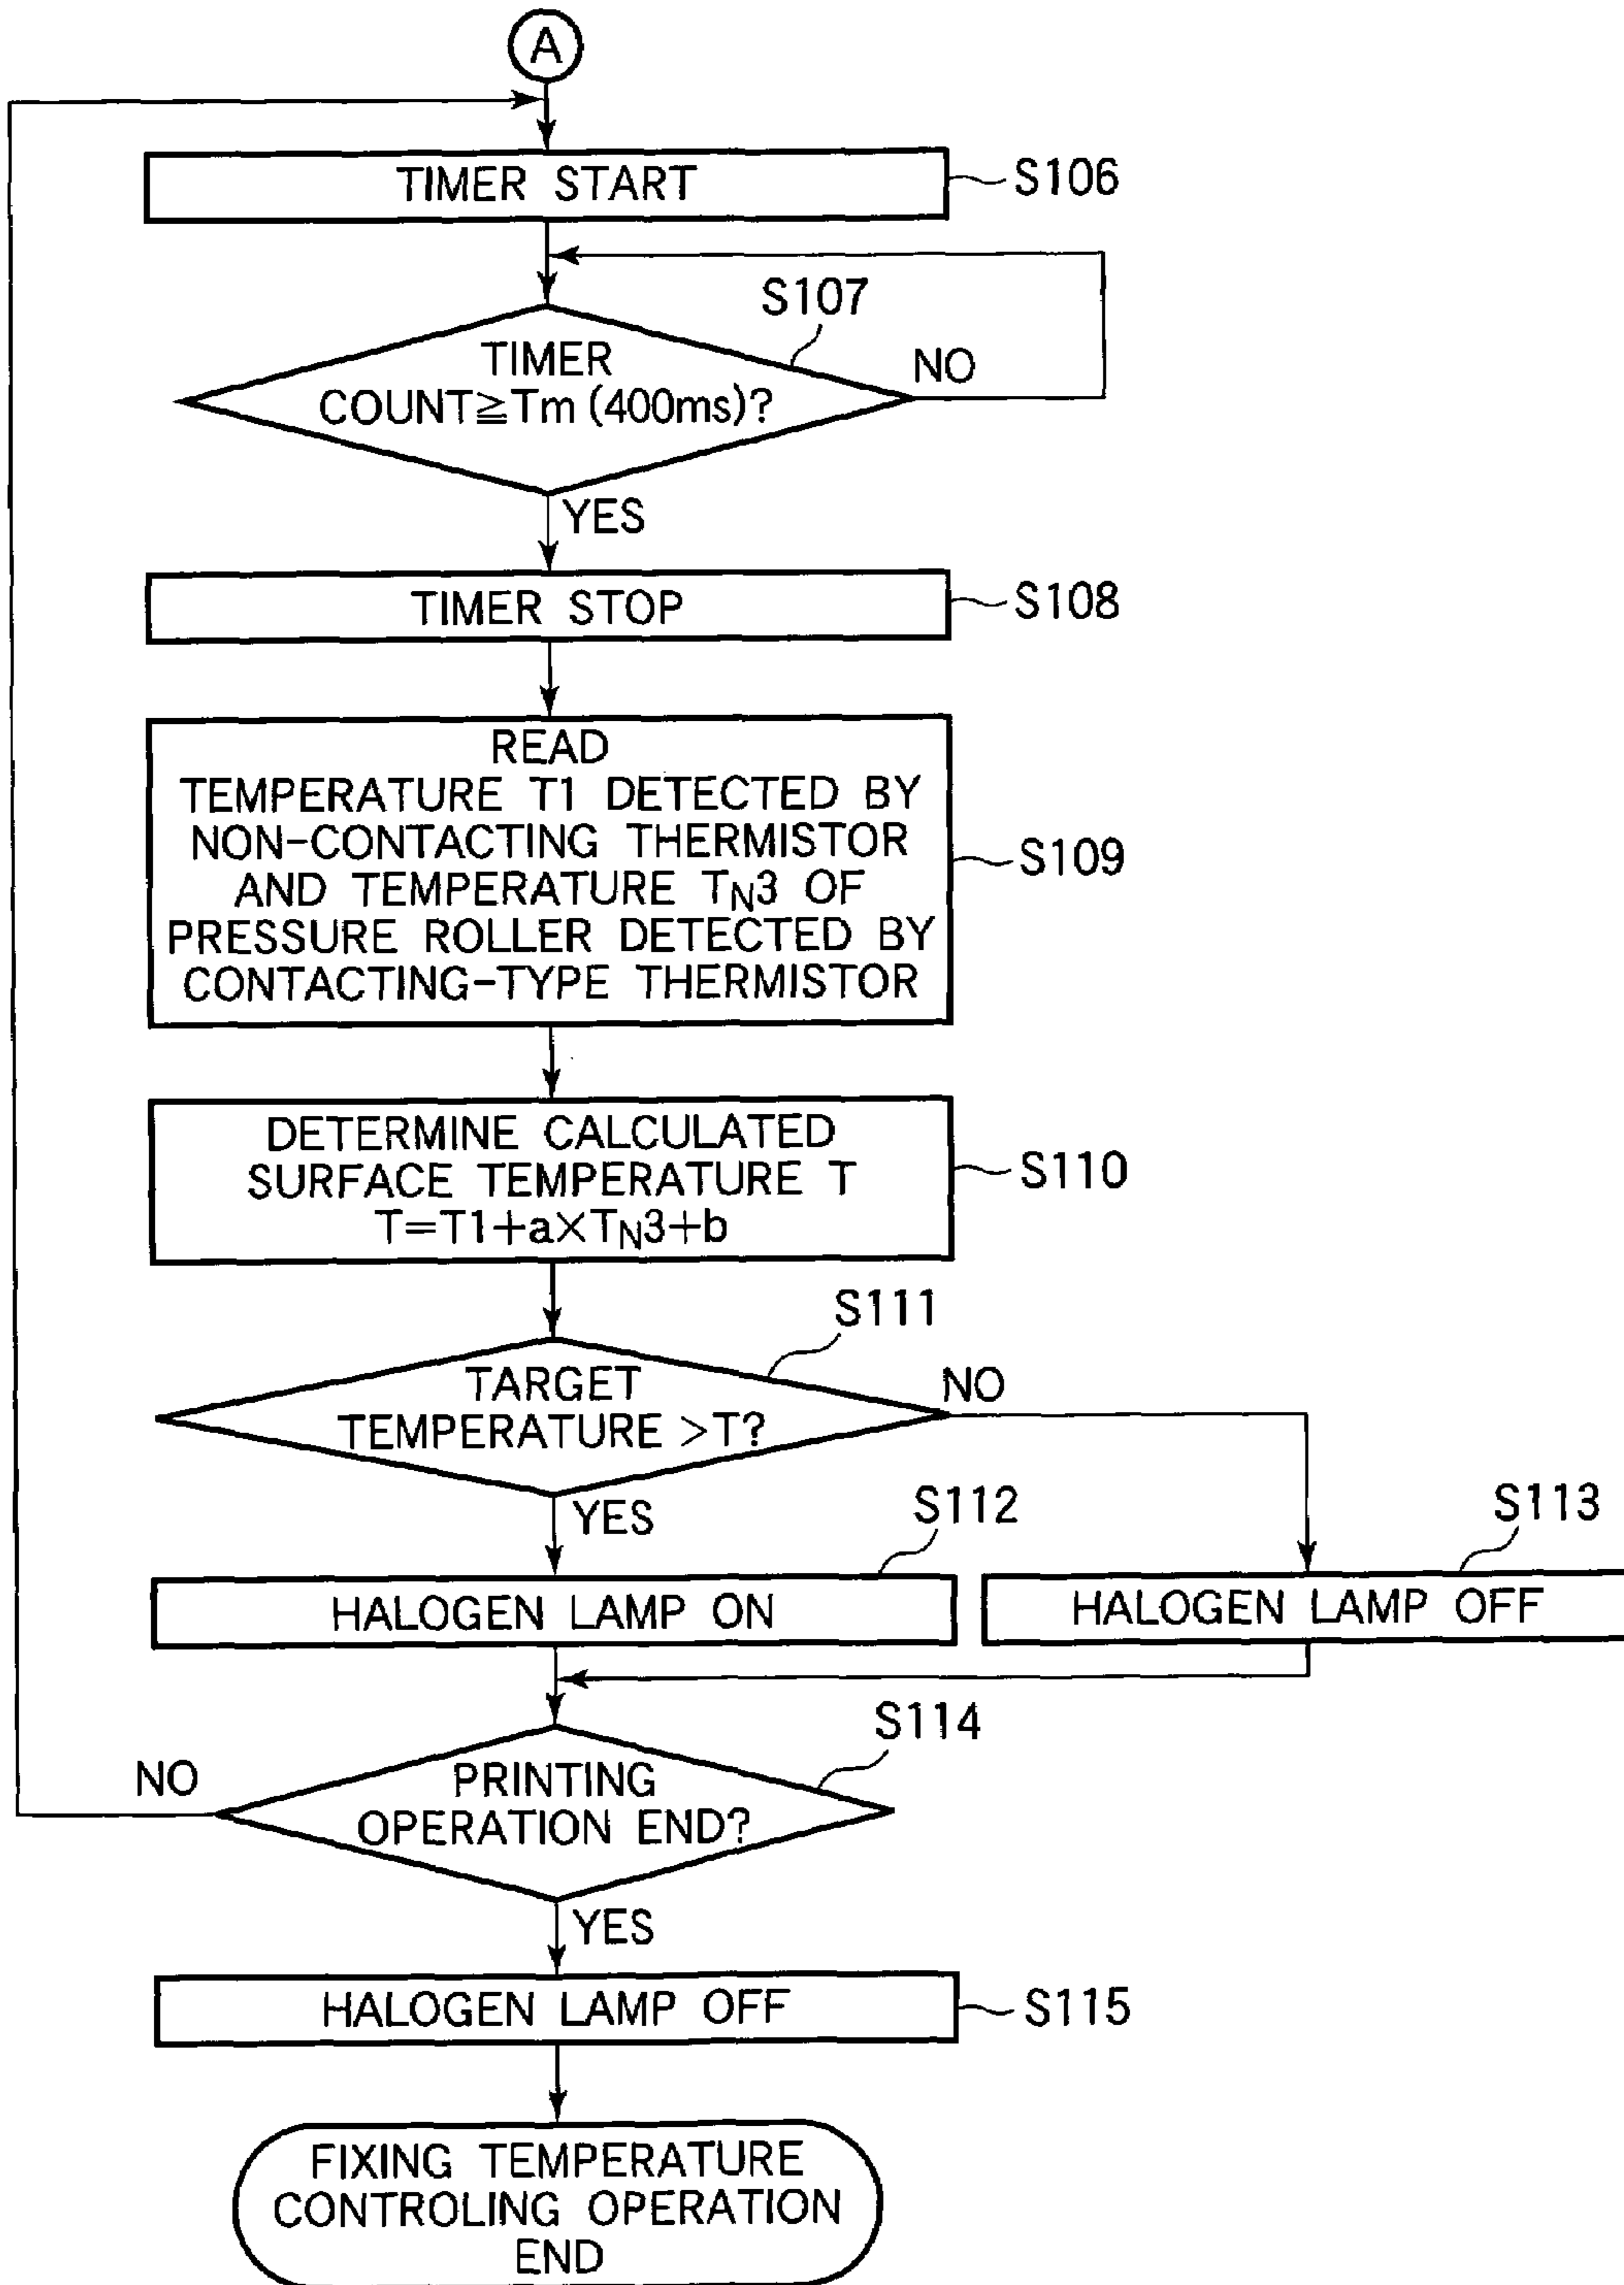 A
TIMER START
S106
S107
TIMER
COUNT≧Tm (400ms)?
NO
YES
TIMER STOP
S108
READ
TEMPERATURE T1 DETECTED BY
NON-CONTACTING THERMISTOR
AND TEMPERATURE TN3 OF
PRESSURE ROLLER DETECTED BY
CONTACTING-TYPE THERMISTOR
S109
DETERMINE CALCULATED
SURFACE TEMPERATURE T
T=T1+a×TN3+b
S110
S111
TARGET
TEMPERATURE >T?
NO
YES
S112
S113
HALOGEN LAMP ON
HALOGEN LAMP OFF
S114
NO
PRINTING
OPERATION END?
YES
HALOGEN LAMP OFF
S115
FIXING TEMPERATURE
CONTROLING OPERATION
END